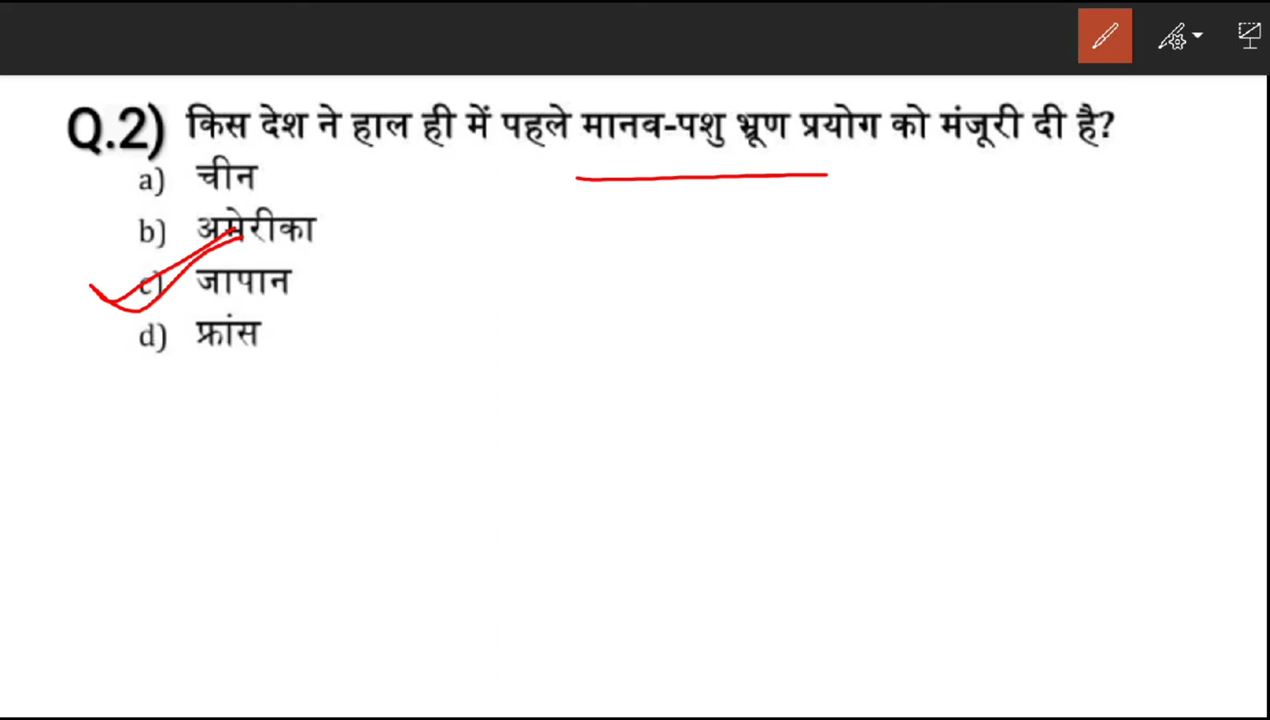 Q.2) किस देश ने हाल ही में पहले मानव-पशु भ्रूण प्रयोग को मंजूरी दी है?
a) चीन
b) अमेरीका
c) जापान
d) फ्रांस